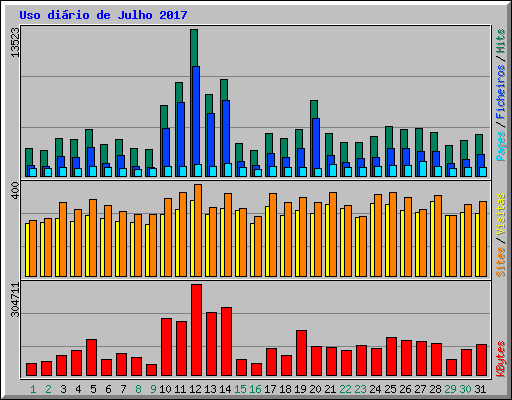 Uso diário de Julho 2017
13523
400
304711
Pages / Ficheiros / Hits
Sites / Visitas
KBytes
1 2 3 4 5 6 7 8 9 10 11 12 13 14 15 16 17 18 19 20 21 22 23 24 25 26 27 28 29 30 31